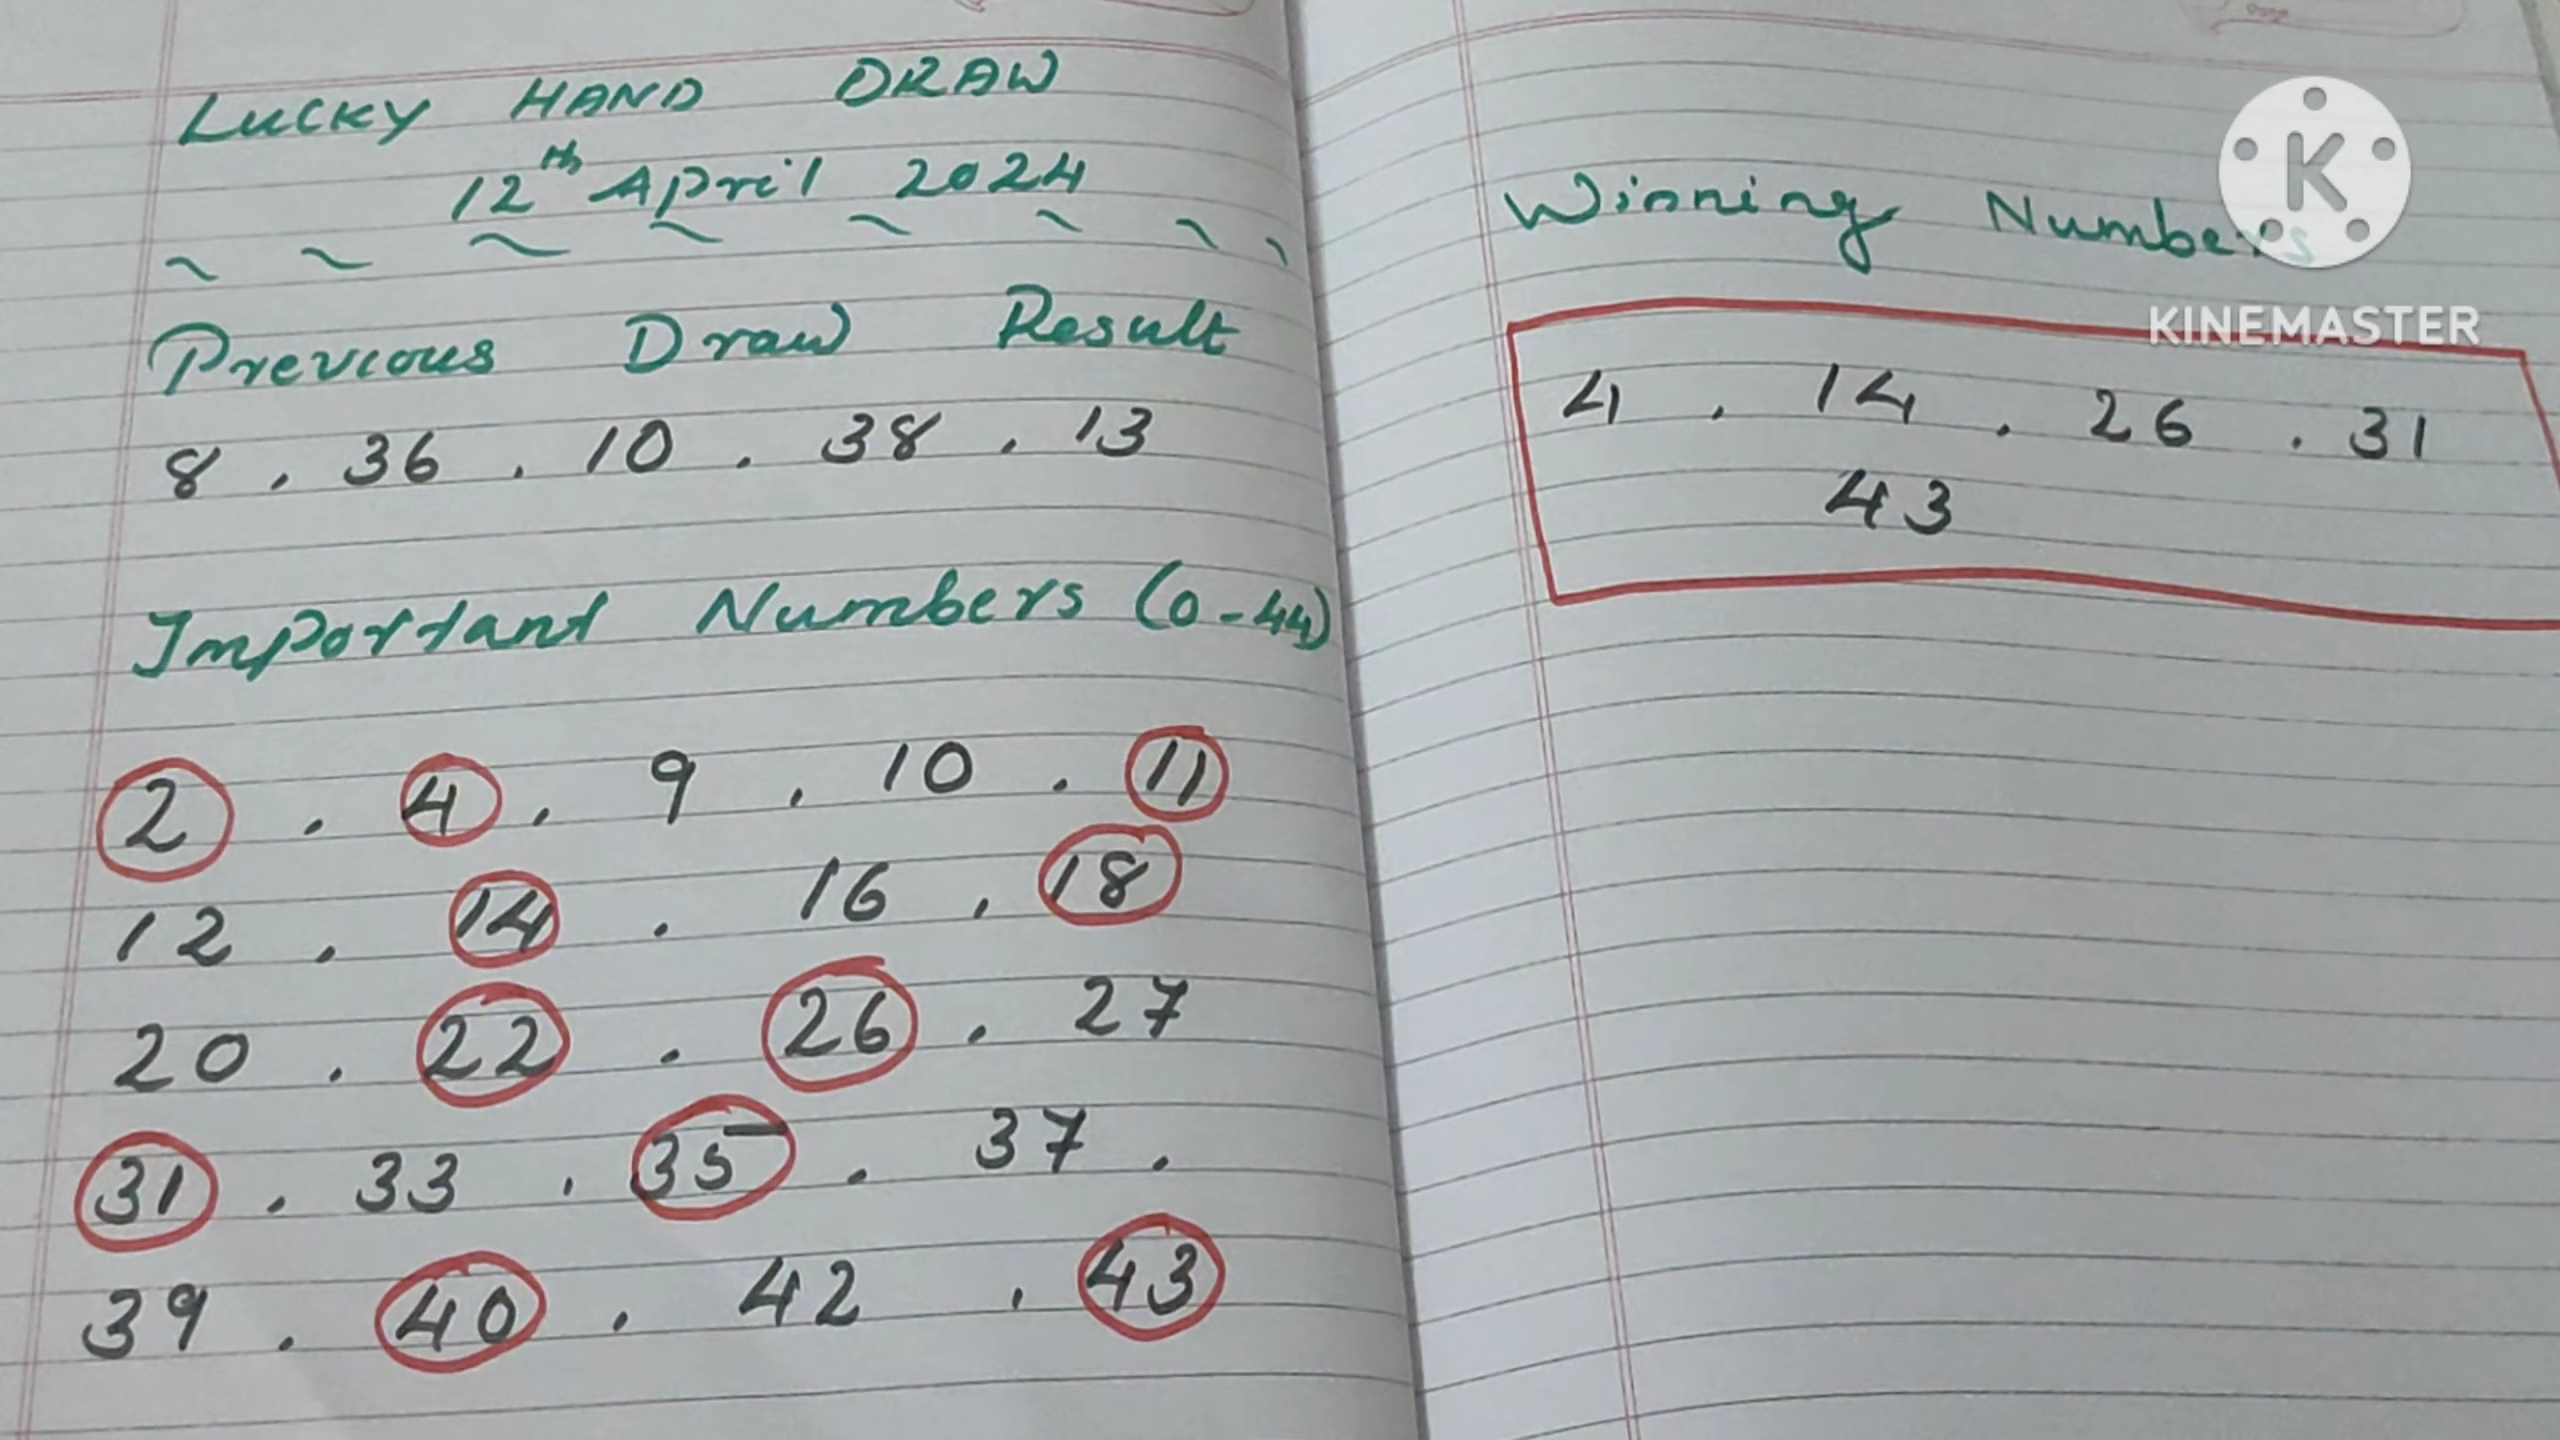 LUCKY HAND DRAW
12th April 2024
Previous Draw Result
8 , 36 , 10 . 38 , 13
Important Numbers (0-44)
2 . 4 , 9 , 10 . 11
12 . 14 . 16 , 18
20 . 22 . 26 . 27
31 . 33 , 35 . 37 .
39 . 40 . 42 , 43
Winning Numbers
4 , 14 . 26 . 31
43
K
KINEMASTER